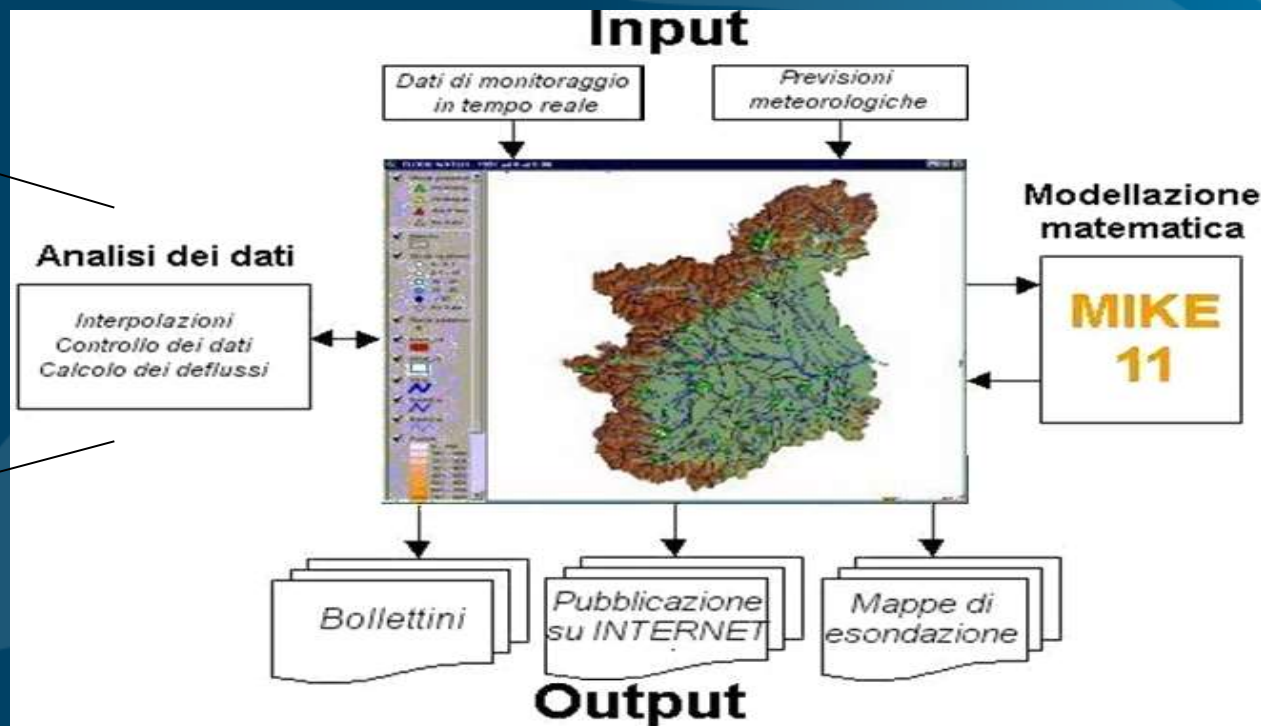 Input
Dati di monitoraggio
in tempo reale
Previsioni
meteorologiche
Analisi dei dati
Interpolazioni
Controllo dei dati
Calcolo dei deflussi
Modellazione
matematica
MIKE
11
Bollettini
Pubblicazione
su INTERNET
Mappe di
esondazione
Output